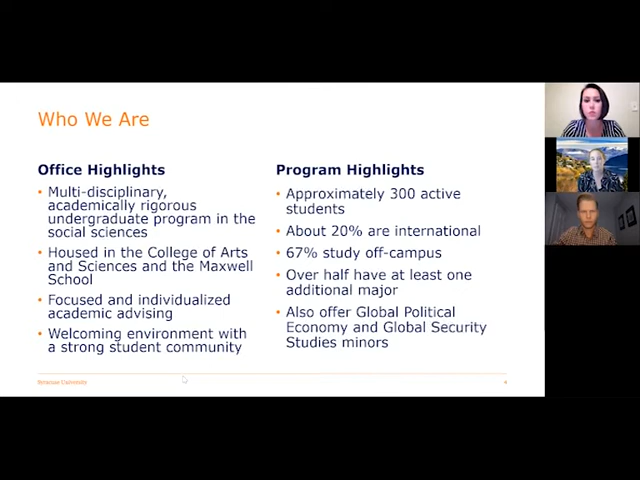 Who We Are
Office Highlights
• Multi-disciplinary,
academically rigorous
undergraduate program in the
social sciences
• Housed in the College of Arts
and Sciences and the Maxwell
School
• Focused and individualized
academic advising
• Welcoming environment with
a strong student community
Program Highlights
• Approximately 300 active
students
• About 20% are international
• 67% study off-campus
• Over half have at least one
additional major
• Also offer Global Political
Economy and Global Security
Studies minors
Syracuse University